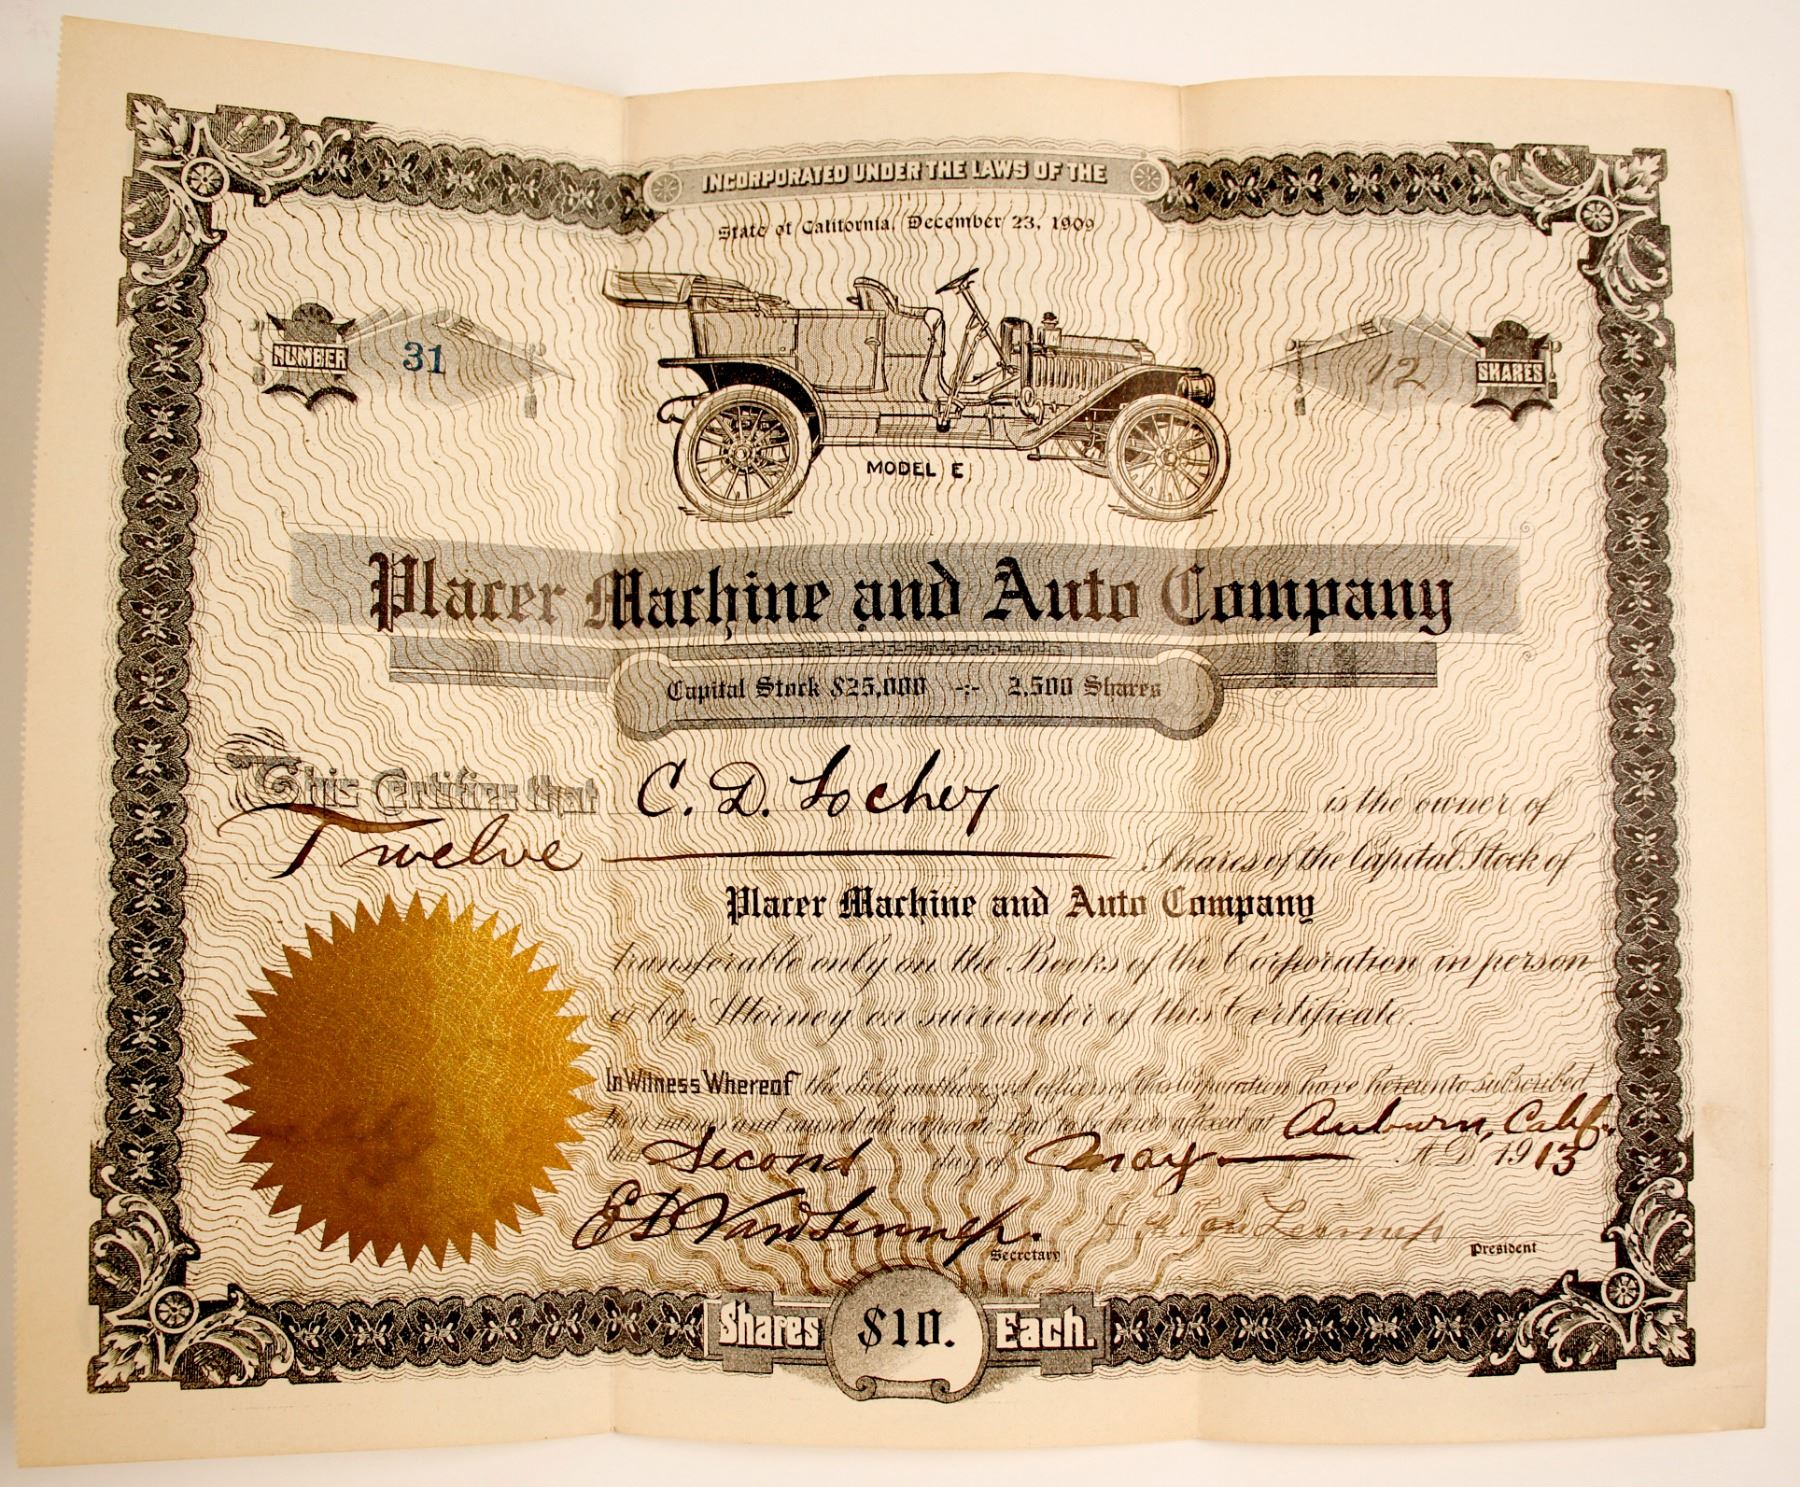 INCORPORATED UNDER THE LAWS OF THE
State of California, December 23, 1909
NUMBER 31
12 SHARES
MODEL E
Placer Machine and Auto Company
Capital Stock $25,000 -:- 2,500 Shares
This Certifies that C. D. Locher is the owner of
Twelve Shares of the Capital Stock of
Placer Machine and Auto Company
transferable only on the Books of the Corporation in person
or by Attorney on surrender of this Certificate.
In Witness Whereof the duly authorized officers of this Corporation have hereunto subscribed
their names and caused the corporate Seal to be hereto affixed at Auburn, Calif.
this Second day of May A.D. 1913
E D Van Lennep. Secretary
Van Lennep President
Shares $10. Each.